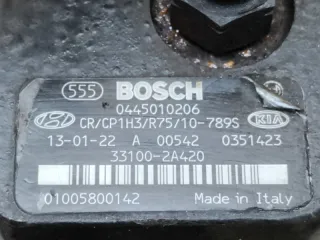 555 BOSCH
0445010206
CR/CP1H3/R75/10-789S KIA
13-01-22 A 00542 0351423
33100-2A420
01005800142 Made in Italy